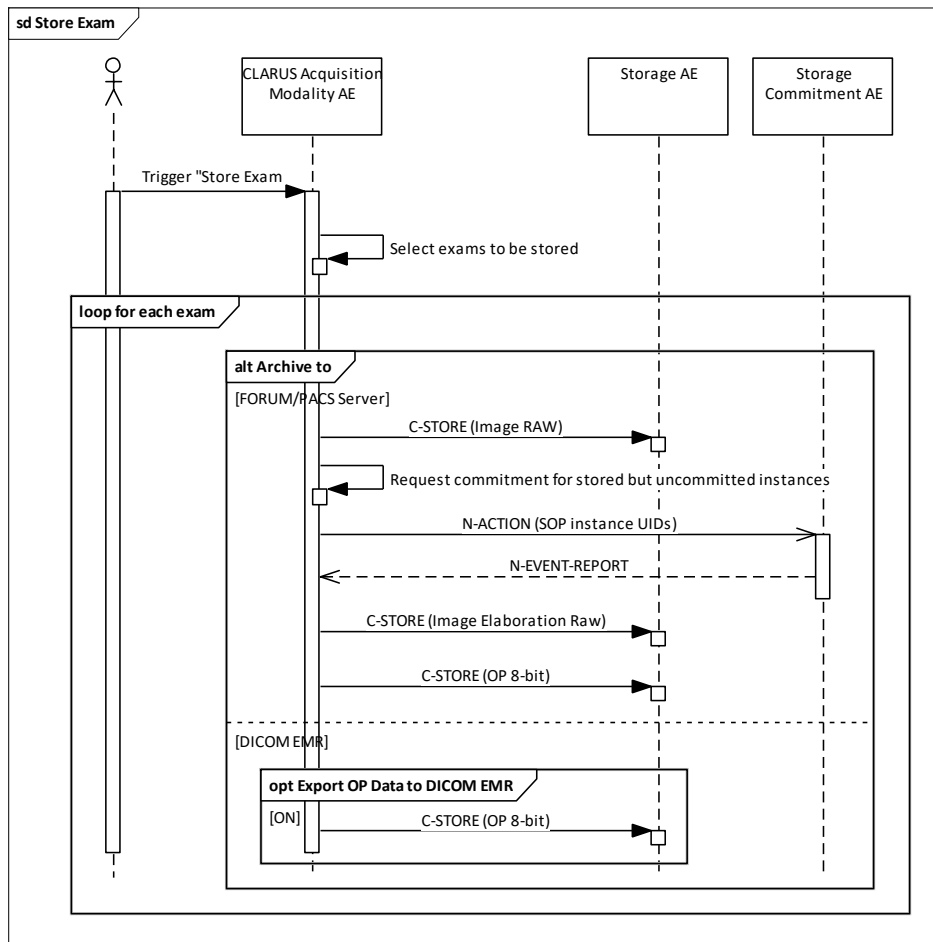 sd Store Exam
CLARUS Acquisition
Modality AE
Storage AE
Storage
Commitment AE
Trigger "Store Exam
Select exams to be stored
loop for each exam
alt Archive to
[FORUM/PACS Server]
C-STORE (Image RAW)
Request commitment for stored but uncommitted instances
N-ACTION (SOP instance UIDs)
N-EVENT-REPORT
C-STORE (Image Elaboration Raw)
C-STORE (OP 8-bit)
[DICOM EMR]
opt Export OP Data to DICOM EMR
[ON]
C-STORE (OP 8-bit)